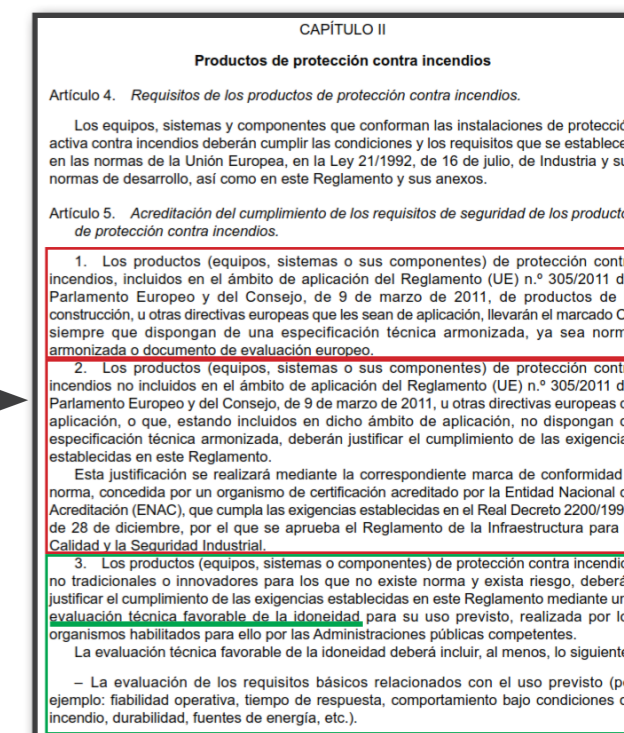 CAPÍTULO II
Productos de protección contra incendios
Artículo 4. Requisitos de los productos de protección contra incendios.
Los equipos, sistemas y componentes que conforman las instalaciones de protecció
activa contra incendios deberán cumplir las condiciones y los requisitos que se establece
en las normas de la Unión Europea, en la Ley 21/1992, de 16 de julio, de Industria y su
normas de desarrollo, así como en este Reglamento y sus anexos.
Artículo 5. Acreditación del cumplimiento de los requisitos de seguridad de los producto
de protección contra incendios.
1. Los productos (equipos, sistemas o sus componentes) de protección contr
incendios, incluidos en el ámbito de aplicación del Reglamento (UE) n.º 305/2011 d
Parlamento Europeo y del Consejo, de 9 de marzo de 2011, de productos de
construcción, u otras directivas europeas que les sean de aplicación, llevarán el marcado C
siempre que dispongan de una especificación técnica armonizada, ya sea norm
armonizada o documento de evaluación europeo.
2. Los productos (equipos, sistemas o sus componentes) de protección contr
incendios no incluidos en el ámbito de aplicación del Reglamento (UE) n.º 305/2011 d
Parlamento Europeo y del Consejo, de 9 de marzo de 2011, u otras directivas europeas d
aplicación, o que, estando incluidos en dicho ámbito de aplicación, no dispongan d
especificación técnica armonizada, deberán justificar el cumplimiento de las exigencia
establecidas en este Reglamento.
Esta justificación se realizará mediante la correspondiente marca de conformidad
norma, concedida por un organismo de certificación acreditado por la Entidad Nacional d
Acreditación (ENAC), que cumpla las exigencias establecidas en el Real Decreto 2200/199
de 28 de diciembre, por el que se aprueba el Reglamento de la Infraestructura para
Calidad y la Seguridad Industrial.
3. Los productos (equipos, sistemas o componentes) de protección contra incendio
no tradicionales o innovadores para los que no existe norma y exista riesgo, deberá
justificar el cumplimiento de las exigencias establecidas en este Reglamento mediante un
evaluación técnica favorable de la idoneidad para su uso previsto, realizada por lo
organismos habilitados para ello por las Administraciones públicas competentes.
La evaluación técnica favorable de la idoneidad deberá incluir, al menos, lo siguiente
– La evaluación de los requisitos básicos relacionados con el uso previsto (po
ejemplo: fiabilidad operativa, tiempo de respuesta, comportamiento bajo condiciones d
incendio, durabilidad, fuentes de energía, etc.).